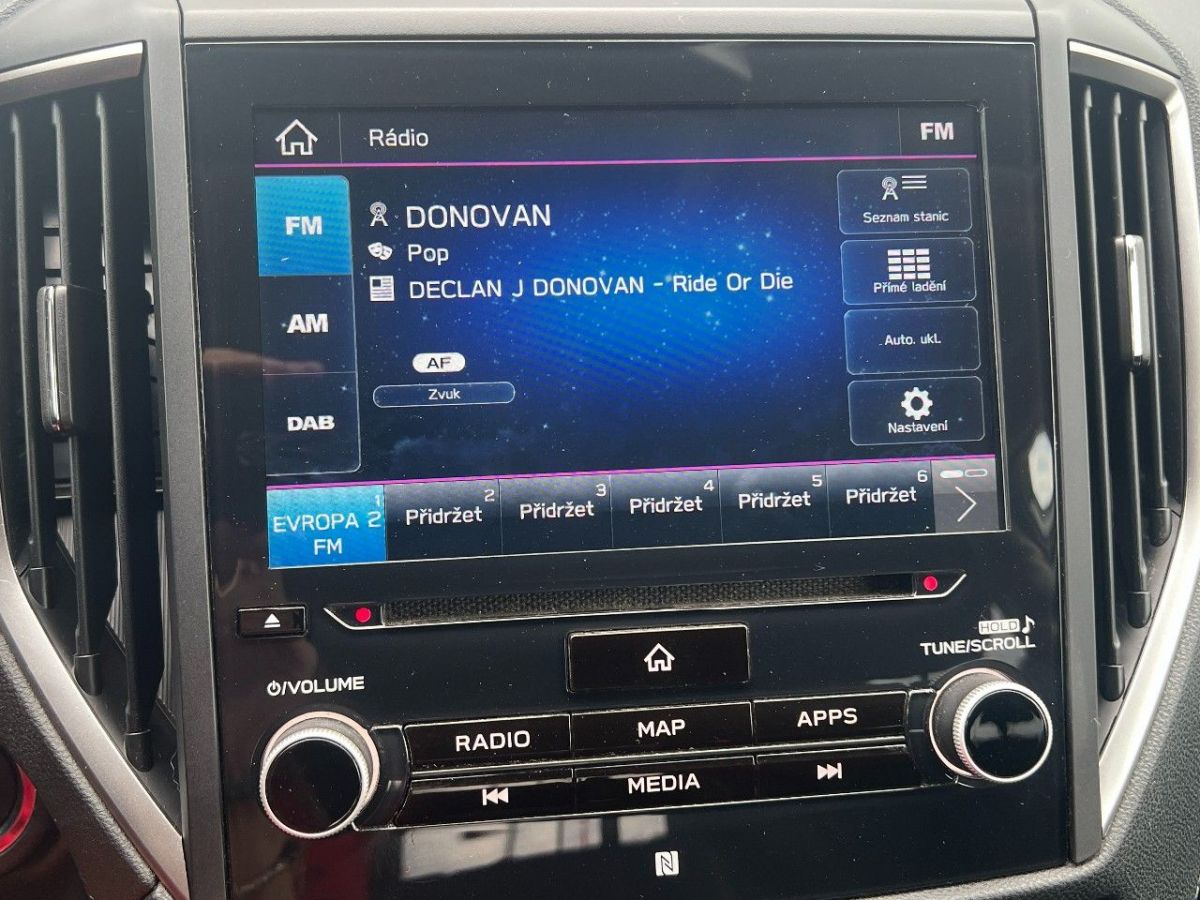 Rádio
FM
FM
DONOVAN
Pop
DECLAN J DONOVAN - Ride Or Die
AM
AF
Zvuk
DAB
Seznam stanic
Přímé ladění
Auto. ukl.
Nastavení
1
EVROPA 2
FM
2
Přidržet
3
Přidržet
4
Přidržet
5
Přidržet
6
Přidržet
HOLD
TUNE/SCROLL
/VOLUME
RADIO
MAP
APPS
MEDIA
N